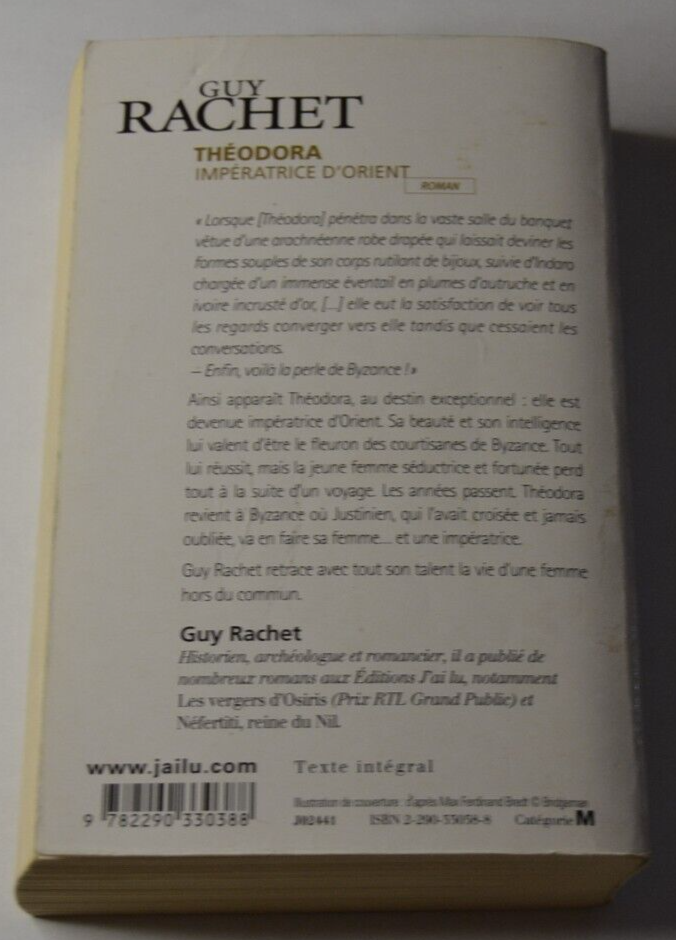 GUY
RACHET
THÉODORA
IMPÉRATRICE D'ORIENT
ROMAN
« Lorsque [Théodora] pénétra dans la vaste salle du banquet
vêtue d'une arachnéenne robe drapée qui laissait deviner les
formes souples de son corps rutilant de bijoux, suivie d'Indaro
chargée d'un immense éventail en plumes d'autruche et en
ivoire incrusté d'or, [...] elle eut la satisfaction de voir tous
les regards converger vers elle tandis que cessaient les
conversations.
– Enfin, voilà la perle de Byzance ! »
Ainsi apparaît Théodora, au destin exceptionnel : elle est
devenue impératrice d'Orient. Sa beauté et son intelligence
lui valent d'être le fleuron des courtisanes de Byzance. Tout
lui réussit, mais la jeune femme séductrice et fortunée perd
tout à la suite d'un voyage. Les années passent. Théodora
revient à Byzance où Justinien, qui l'avait croisée et jamais
oubliée, va en faire sa femme... et une impératrice.
Guy Rachet retrace avec tout son talent la vie d'une femme
hors du commun.
Guy Rachet
Historien, archéologue et romancier, il a publié de
nombreux romans aux Éditions J'ai lu, notamment
Les vergers d'Osiris (Prix RTL Grand Public) et
Néfertiti, reine du Nil.
www.jailu.com Texte intégral
Illustration de couverture : d'après Max Ferdinand Bredt © Bridgeman
9 782290 330388 J02441 ISBN 2-290-33038-8 Catégorie M